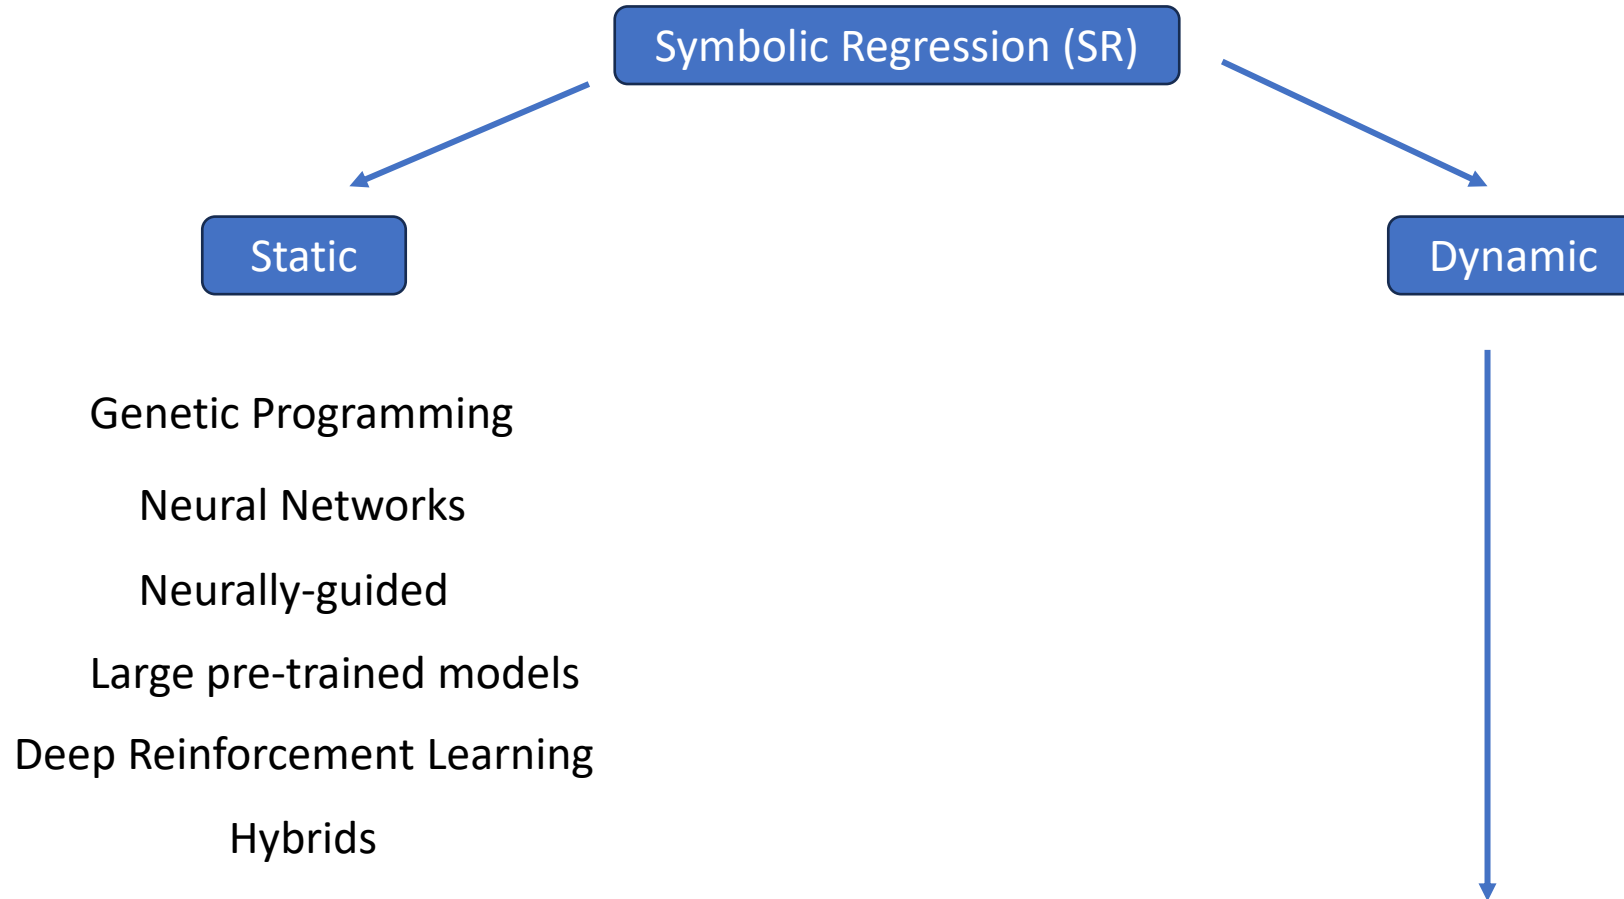 Symbolic Regression (SR)
Static
Dynamic
Genetic Programming
Neural Networks
Neurally-guided
Large pre-trained models
Deep Reinforcement Learning
Hybrids